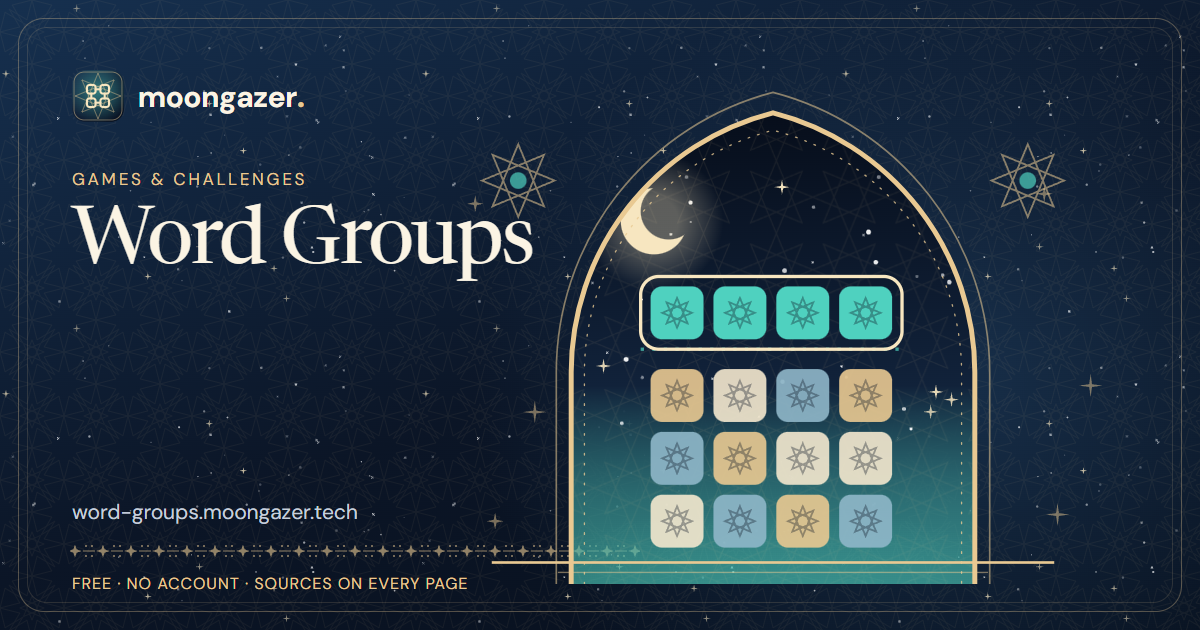 moongazer.
GAMES & CHALLENGES
Word Groups
word-groups.moongazer.tech
FREE · NO ACCOUNT · SOURCES ON EVERY PAGE